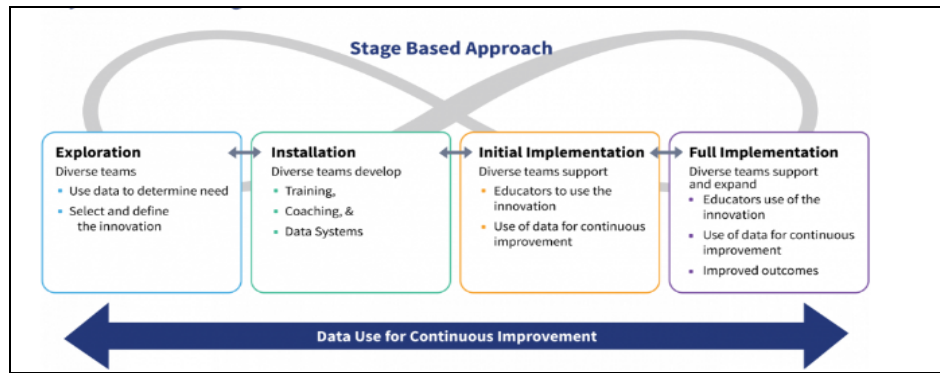 Stage Based Approach
Exploration
Diverse teams
▪ Use data to determine need
▪ Select and define
the innovation
Installation
Diverse teams develop
▪ Training,
▪ Coaching, &
▪ Data Systems
Initial Implementation
Diverse teams support
▪ Educators to use the
innovation
▪ Use of data for continuous
improvement
Full Implementation
Diverse teams support
and expand
▪ Educators use of the
innovation
▪ Use of data for continuous
improvement
▪ Improved outcomes
Data Use for Continuous Improvement